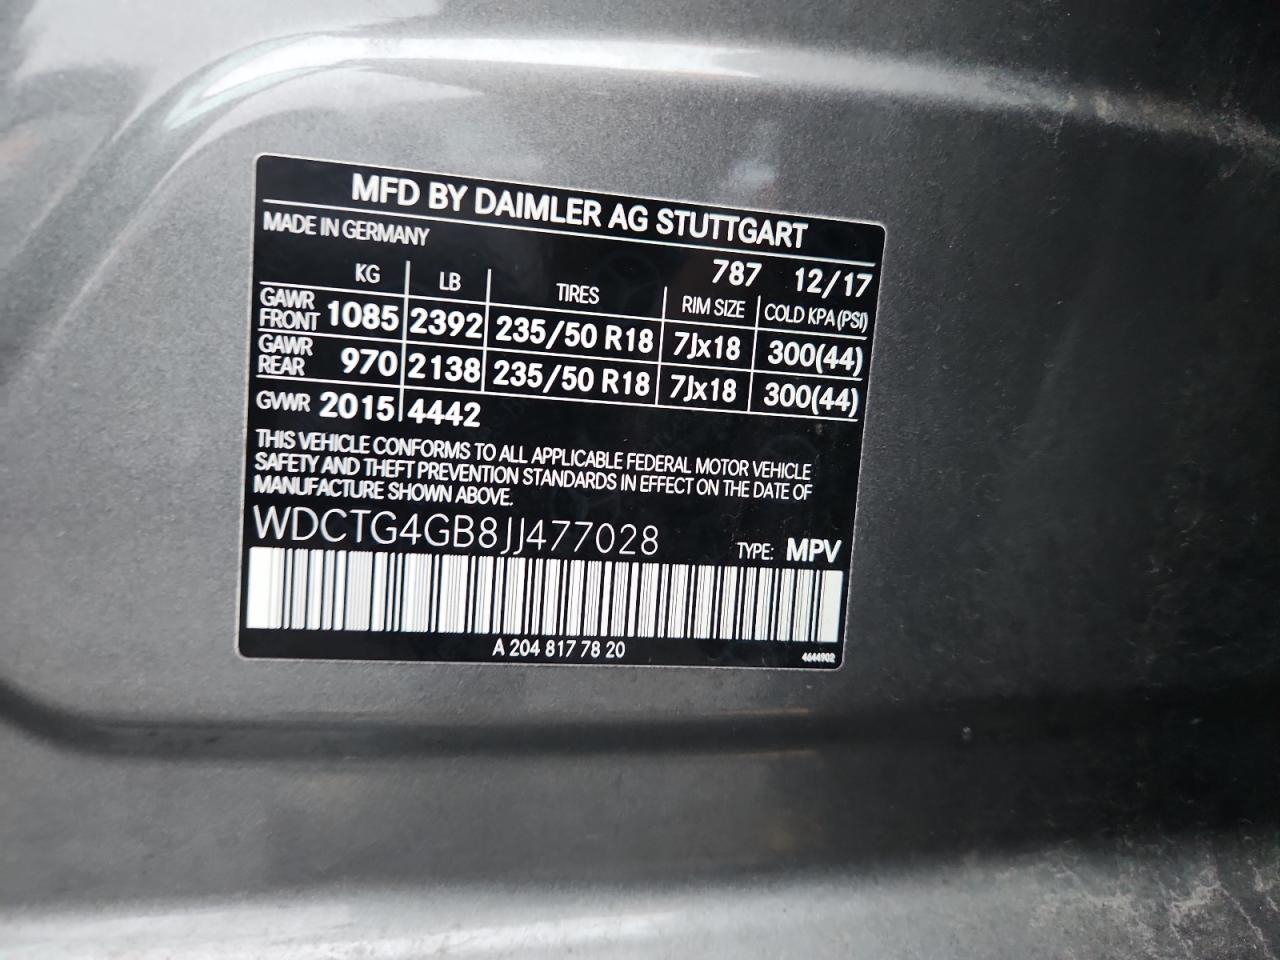 MFD BY DAIMLER AG STUTTGART
MADE IN GERMANY
787 12/17
KG LB TIRES RIM SIZE COLD KPA (PSI)
GAWR FRONT 1085 2392 235/50 R18 7Jx18 300(44)
GAWR REAR 970 2138 235/50 R18 7Jx18 300(44)
GVWR 2015 4442
THIS VEHICLE CONFORMS TO ALL APPLICABLE FEDERAL MOTOR VEHICLE
SAFETY AND THEFT PREVENTION STANDARDS IN EFFECT ON THE DATE OF
MANUFACTURE SHOWN ABOVE.
WDCTG4GB8JJ477028 TYPE: MPV
A 204 817 78 20
4644902